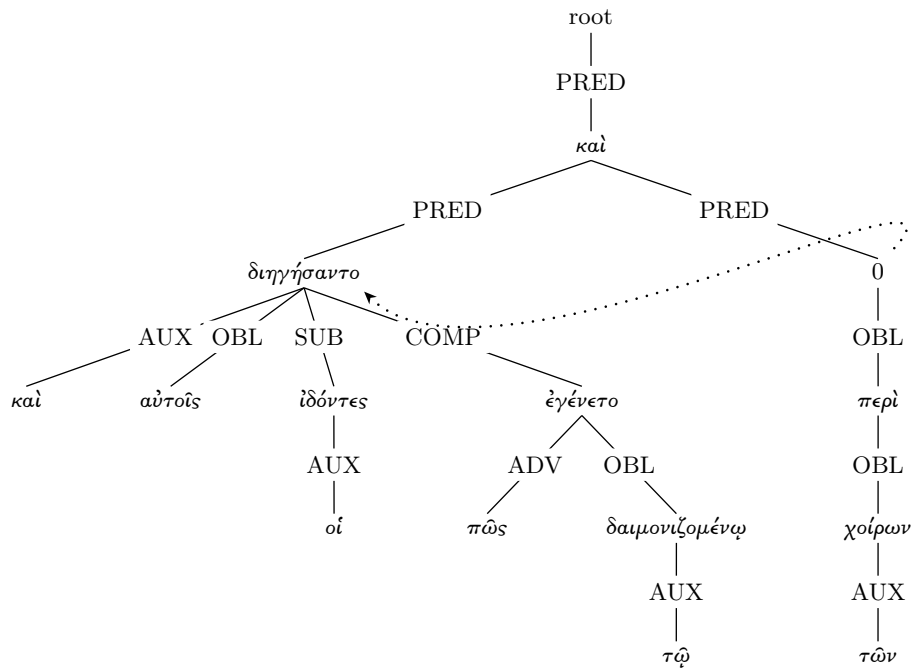 root
PRED
καὶ
PRED PRED
διηγήσαντο 0
AUX OBL SUB COMP OBL
καὶ αὐτοῖς ἰδόντες ἐγένετο περὶ
AUX ADV OBL OBL
οἱ πῶς δαιμονιζομένῳ χοίρων
AUX AUX
τῷ τῶν